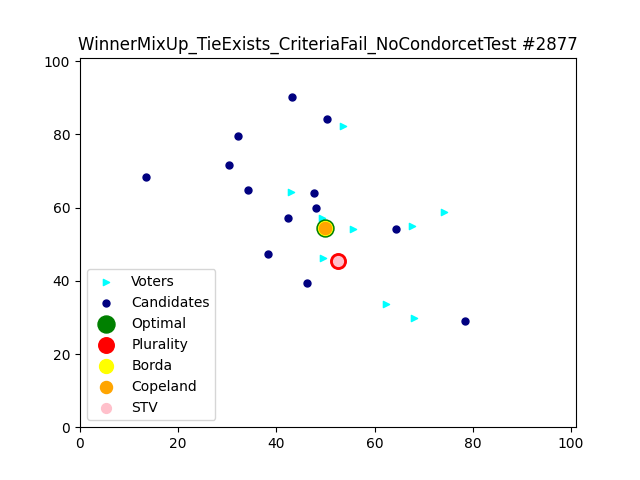 WinnerMixUp_TieExists_CriteriaFail_NoCondorcetTest #2877
100
80
60
40
20
0
Voters
Candidates
Optimal
Plurality
Borda
Copeland
STV
0 20 40 60 80 100